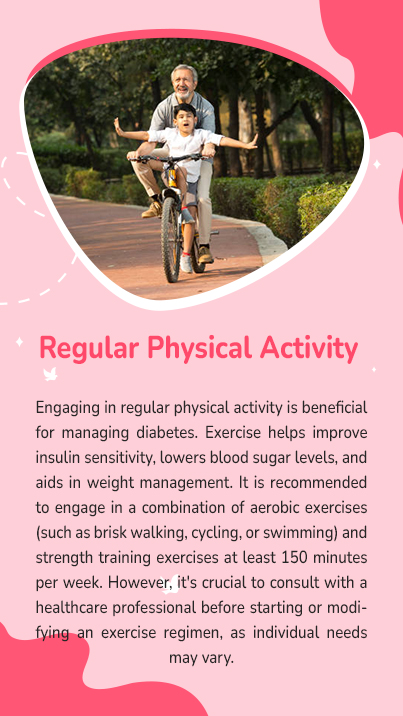 Regular Physical Activity
Engaging in regular physical activity is beneficial
for managing diabetes. Exercise helps improve
insulin sensitivity, lowers blood sugar levels, and
aids in weight management. It is recommended
to engage in a combination of aerobic exercises
(such as brisk walking, cycling, or swimming) and
strength training exercises at least 150 minutes
per week. However, it's crucial to consult with a
healthcare professional before starting or modi-
fying an exercise regimen, as individual needs
may vary.